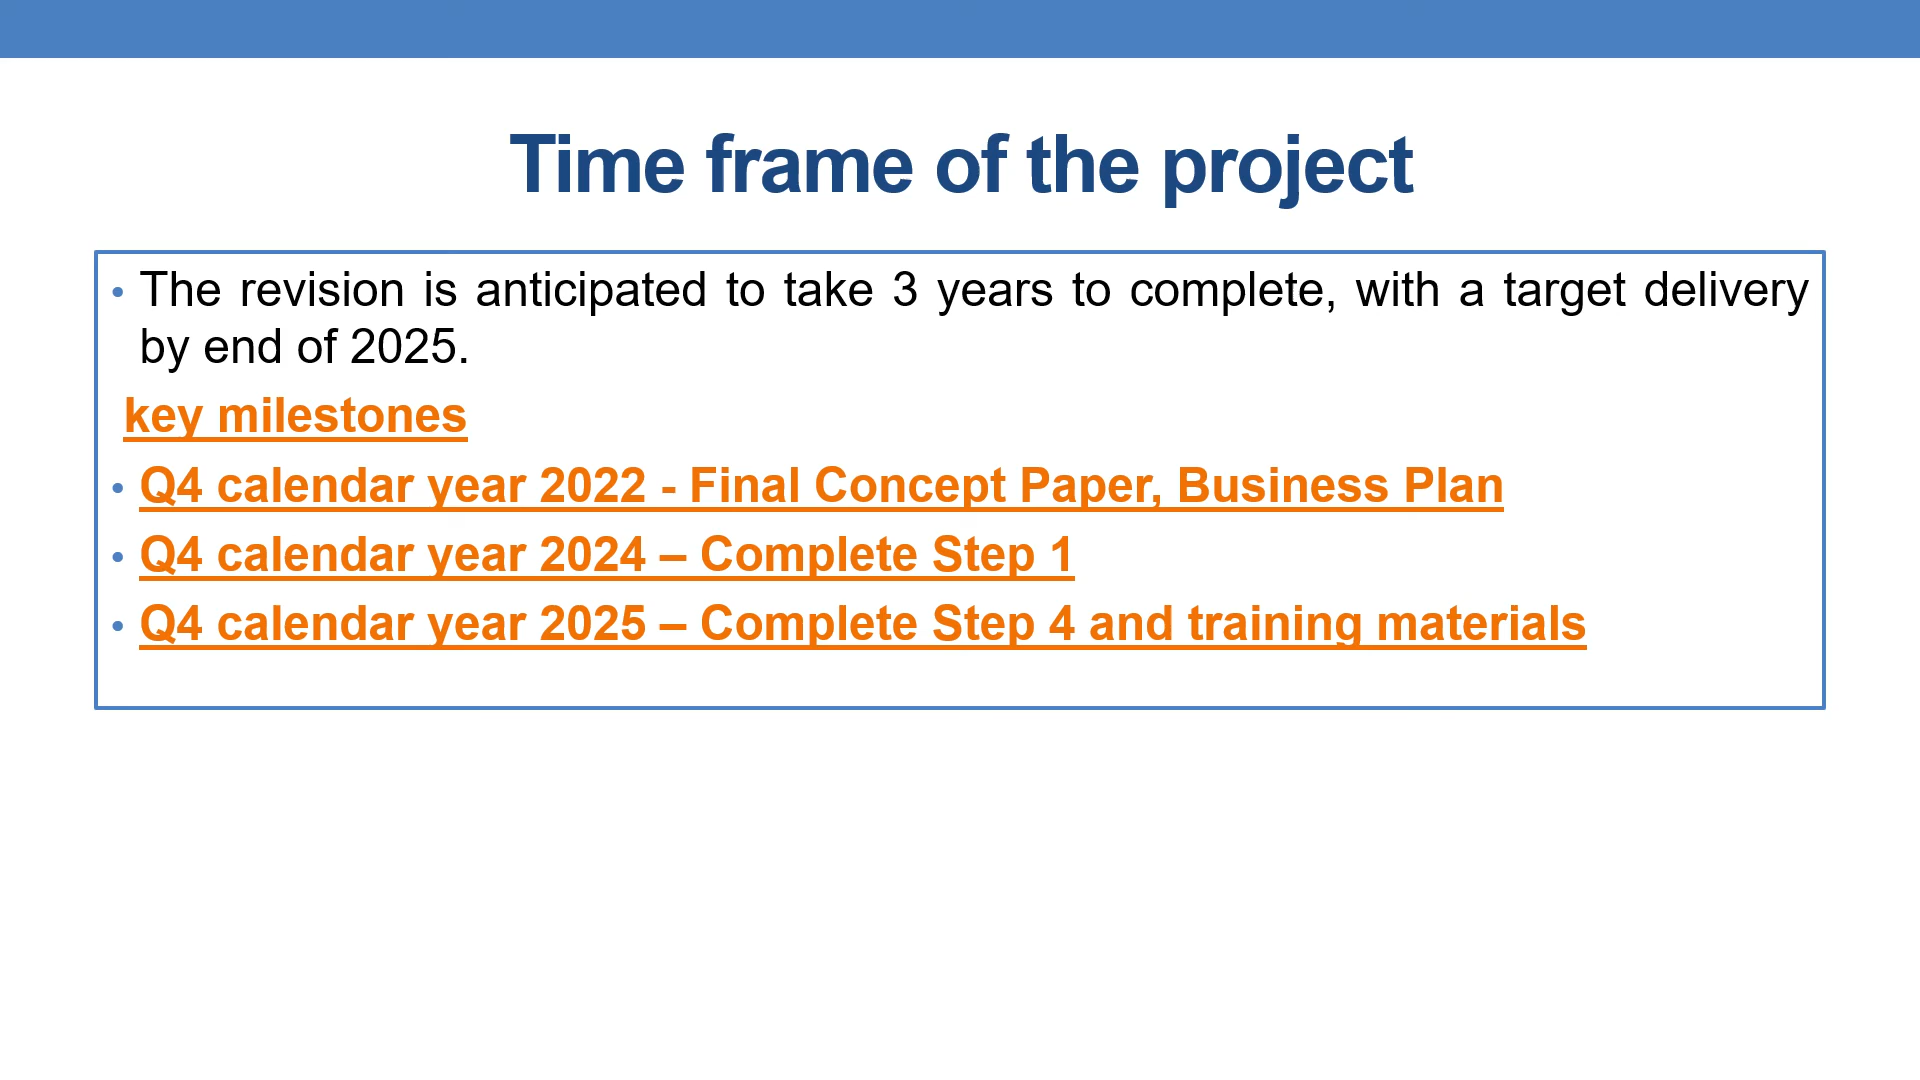 Time frame of the project
• The revision is anticipated to take 3 years to complete, with a target delivery
by end of 2025.
key milestones
• Q4 calendar year 2022 - Final Concept Paper, Business Plan
• Q4 calendar year 2024 – Complete Step 1
• Q4 calendar year 2025 – Complete Step 4 and training materials